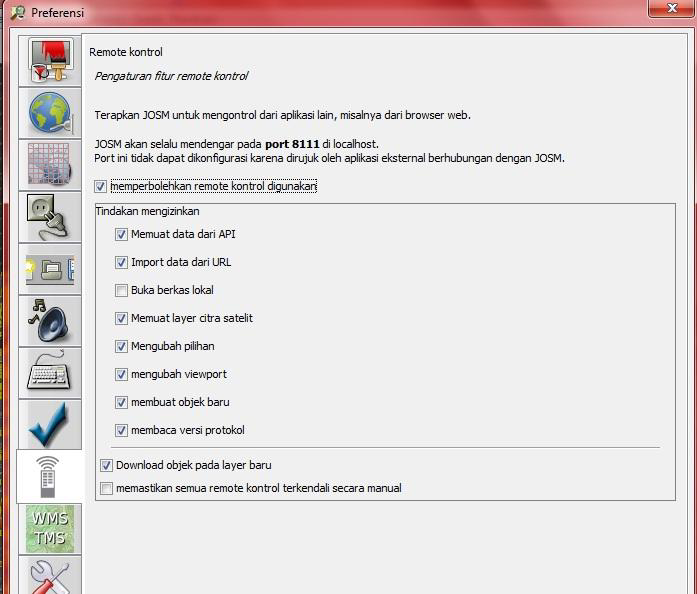 Preferensi
Remote kontrol
Pengaturan fitur remote kontrol
Terapkan JOSM untuk mengontrol dari aplikasi lain, misalnya dari browser web.
JOSM akan selalu mendengar pada port 8111 di localhost.
Port ini tidak dapat dikonfigurasi karena dirujuk oleh aplikasi eksternal berhubungan dengan JOSM.
memperbolehkan remote kontrol digunakan
Tindakan mengizinkan
Memuat data dari API
Import data dari URL
Buka berkas lokal
Memuat layer citra satelit
Mengubah pilihan
mengubah viewport
membuat objek baru
membaca versi protokol
Download objek pada layer baru
memastikan semua remote kontrol terkendali secara manual
WMS
TMS